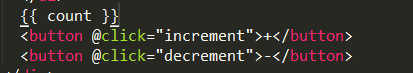 {{ count }}
<button @click="increment">+</button>
<button @click="decrement">-</button>